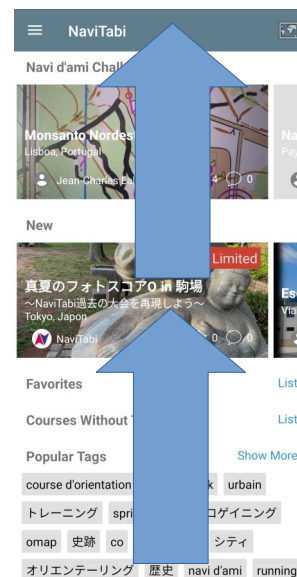 NaviTabi
Navi d'ami Chall
Monsanto Nordes
Lisboa, Portugal
Jean-Charles
4 0
New
Limited
真夏のフォトスコアO in 駒場
〜NaviTabi過去の大会を再現しよう〜
Tokyo, Japon
NaviTabi
0 0
Es
Via
Favorites List
Courses Without List
Popular Tags Show More
course d'orientation k urbain
トレーニング spri ロゲイニング
omap 史跡 co シティ
オリエンテーリング 歴史 navi d'ami running